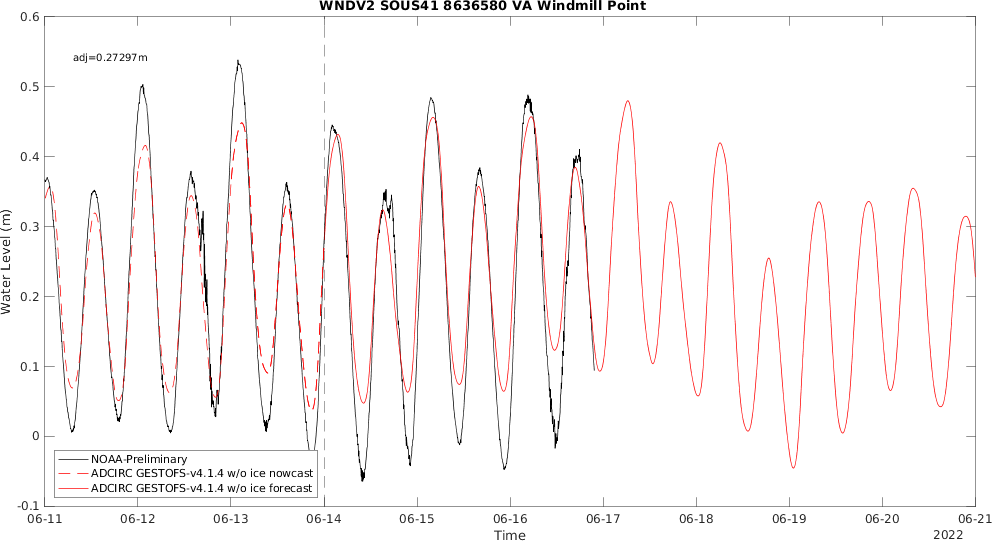 WNDV2 SOUS41 8636580 VA Windmill Point
0.6
adj=0.27297m
0.5
0.4
0.3
Water Level (m)
0.2
0.1
0
NOAA-Preliminary
ADCIRC GESTOFS-v4.1.4 w/o ice nowcast
ADCIRC GESTOFS-v4.1.4 w/o ice forecast
-0.1
06-11 06-12 06-13 06-14 06-15 06-16 06-17 06-18 06-19 06-20 06-21
Time
2022